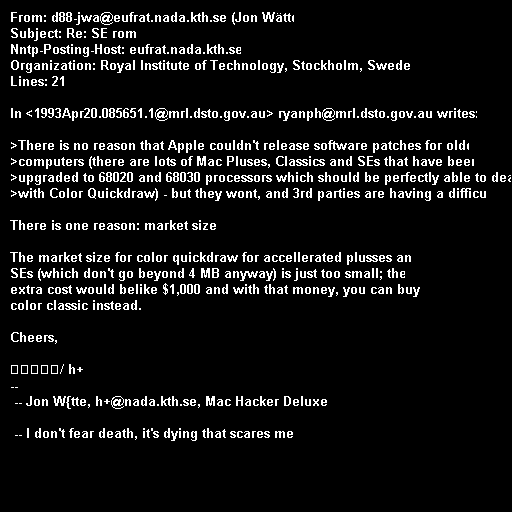 From: d88-jwa@eufrat.nada.kth.se (Jon Wätt
Subject: Re: SE rom
Nntp-Posting-Host: eufrat.nada.kth.se
Organization: Royal Institute of Technology, Stockholm, Swede
Lines: 21

In <1993Apr20.085651.1@mrl.dsto.gov.au> ryanph@mrl.dsto.gov.au writes:

>There is no reason that Apple couldn't release software patches for olde
>computers (there are lots of Mac Pluses, Classics and SEs that have been
>upgraded to 68020 and 68030 processors which should be perfectly able to dea
>with Color Quickdraw) - but they wont, and 3rd parties are having a difficu

There is one reason: market size

The market size for color quickdraw for accellerated plusses an
SEs (which don't go beyond 4 MB anyway) is just too small; the
extra cost would belike $1,000 and with that money, you can buy
color classic instead.

Cheers,

□□□□□/ h+
--
-- Jon W{tte, h+@nada.kth.se, Mac Hacker Deluxe

-- I don't fear death, it's dying that scares me